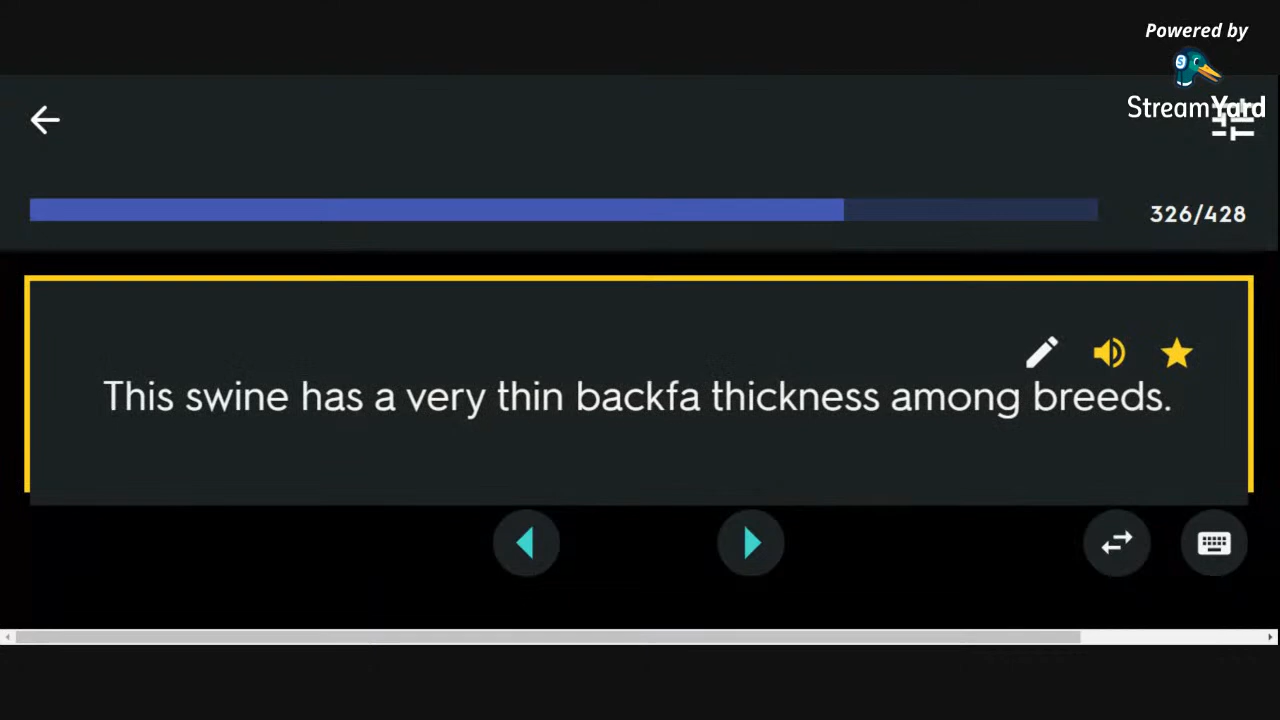 Powered by
StreamYard
326/428
This swine has a very thin backfa thickness among breeds.